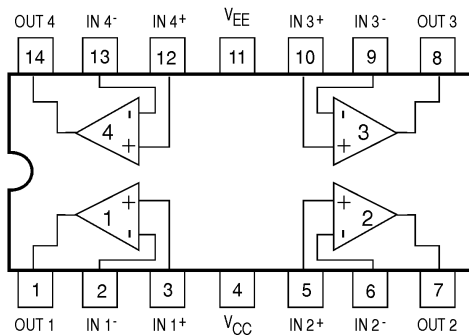 OUT 4 IN 4- IN 4+ VEE IN 3+ IN 3- OUT 3
14 13 12 11 10 9 8
- -
4 3
+ +
+ +
1 2
- -
1 2 3 4 5 6 7
OUT 1 IN 1- IN 1+ VCC IN 2+ IN 2- OUT 2